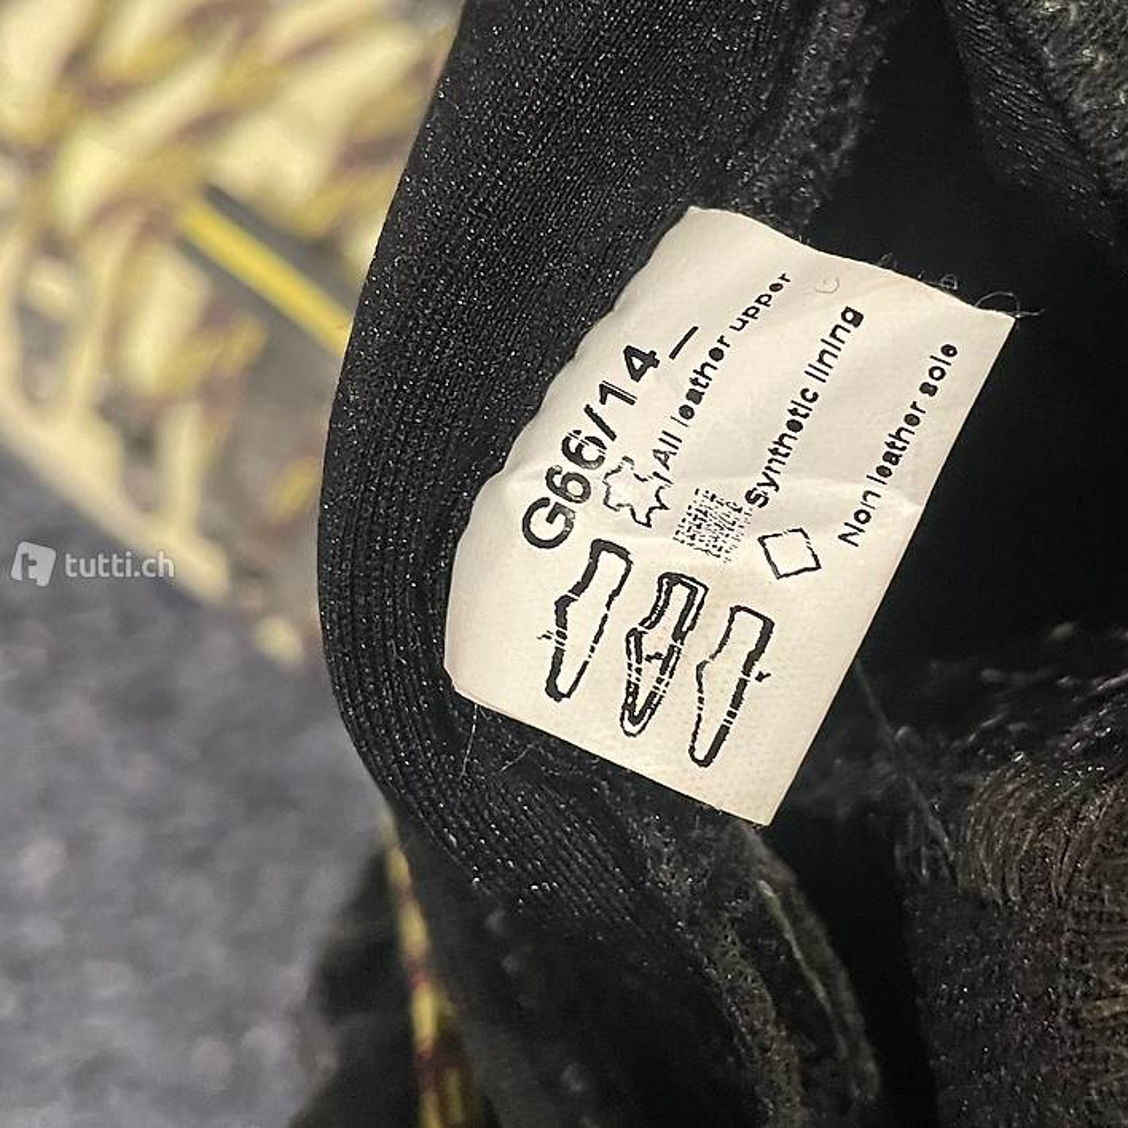 G66/14_
All leather upper
Synthetic lining
Non leather sole
tutti.ch